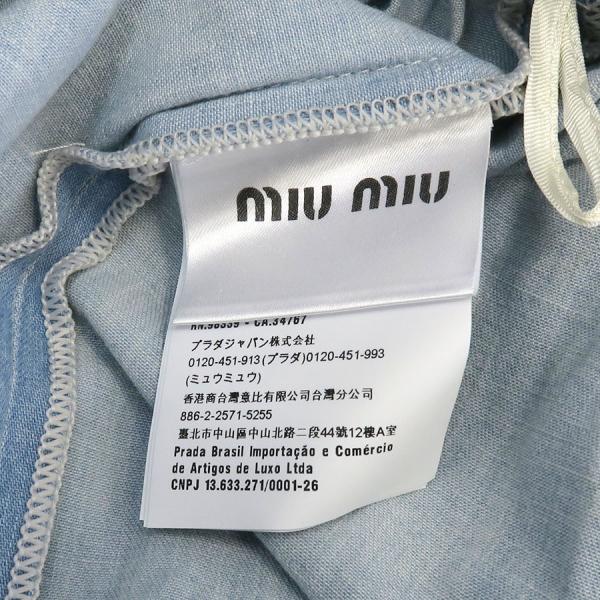 miu miu
RN.98339 - CA.34767
プラダジャパン株式会社
0120-451-913(プラダ)0120-451-993
(ミュウミュウ)
香港商台灣意比有限公司台灣分公司
886-2-2571-5255
臺北市中山區中山北路二段44號12樓A室
Prada Brasil Importação e Comércio
de Artigos de Luxo Ltda
CNPJ 13.633.271/0001-26